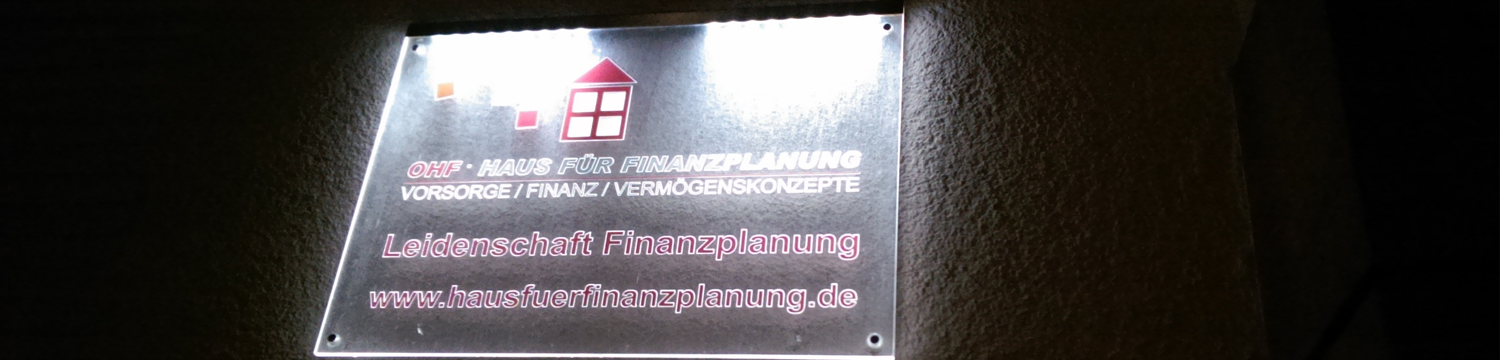 OHF · HAUS FÜR FINANZPLANUNG
VORSORGE / FINANZ / VERMÖGENSKONZEPTE
Leidenschaft Finanzplanung
www.hausfuerfinanzplanung.de